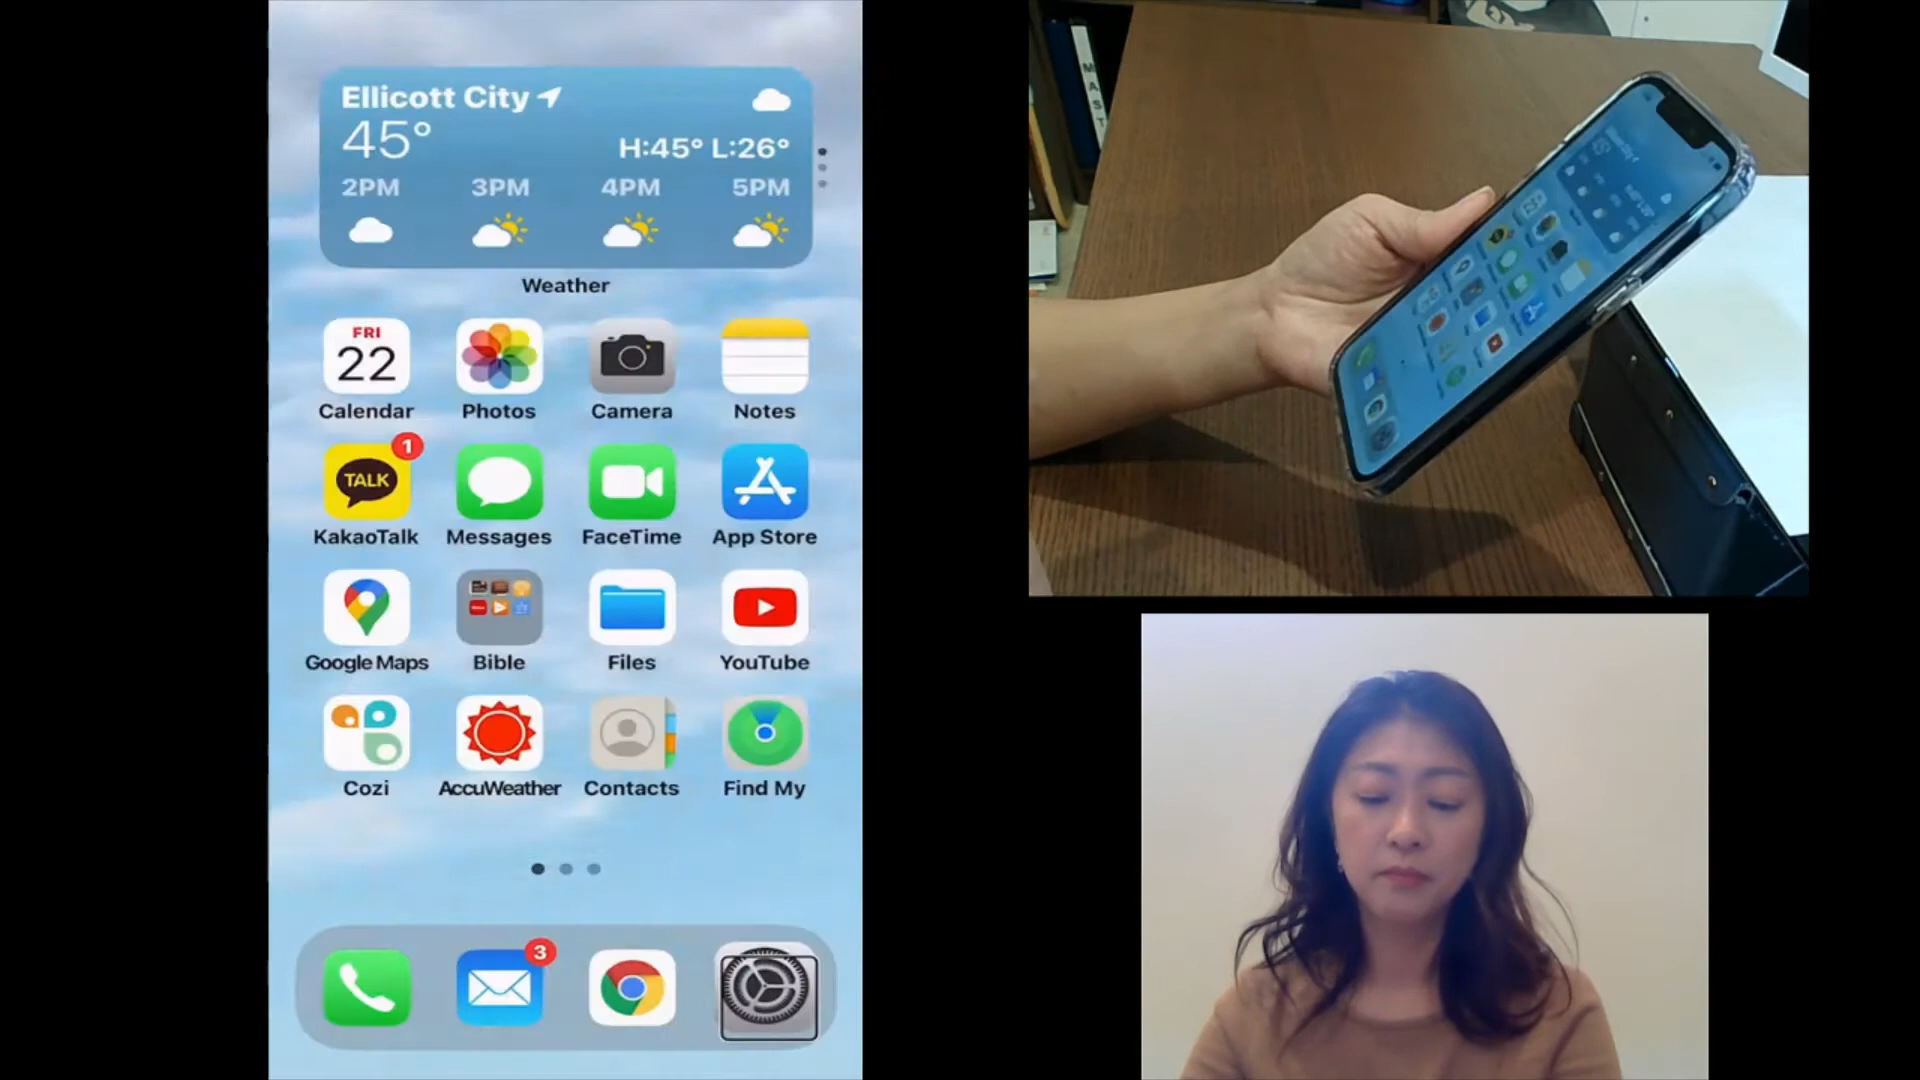 Ellicott City
45°
H:45° L:26°
2PM 3PM 4PM 5PM
Weather
FRI
22
Calendar Photos Camera Notes
1
TALK
KakaoTalk Messages FaceTime App Store
Google Maps Bible Files YouTube
Cozi AccuWeather Contacts Find My
3
MAST